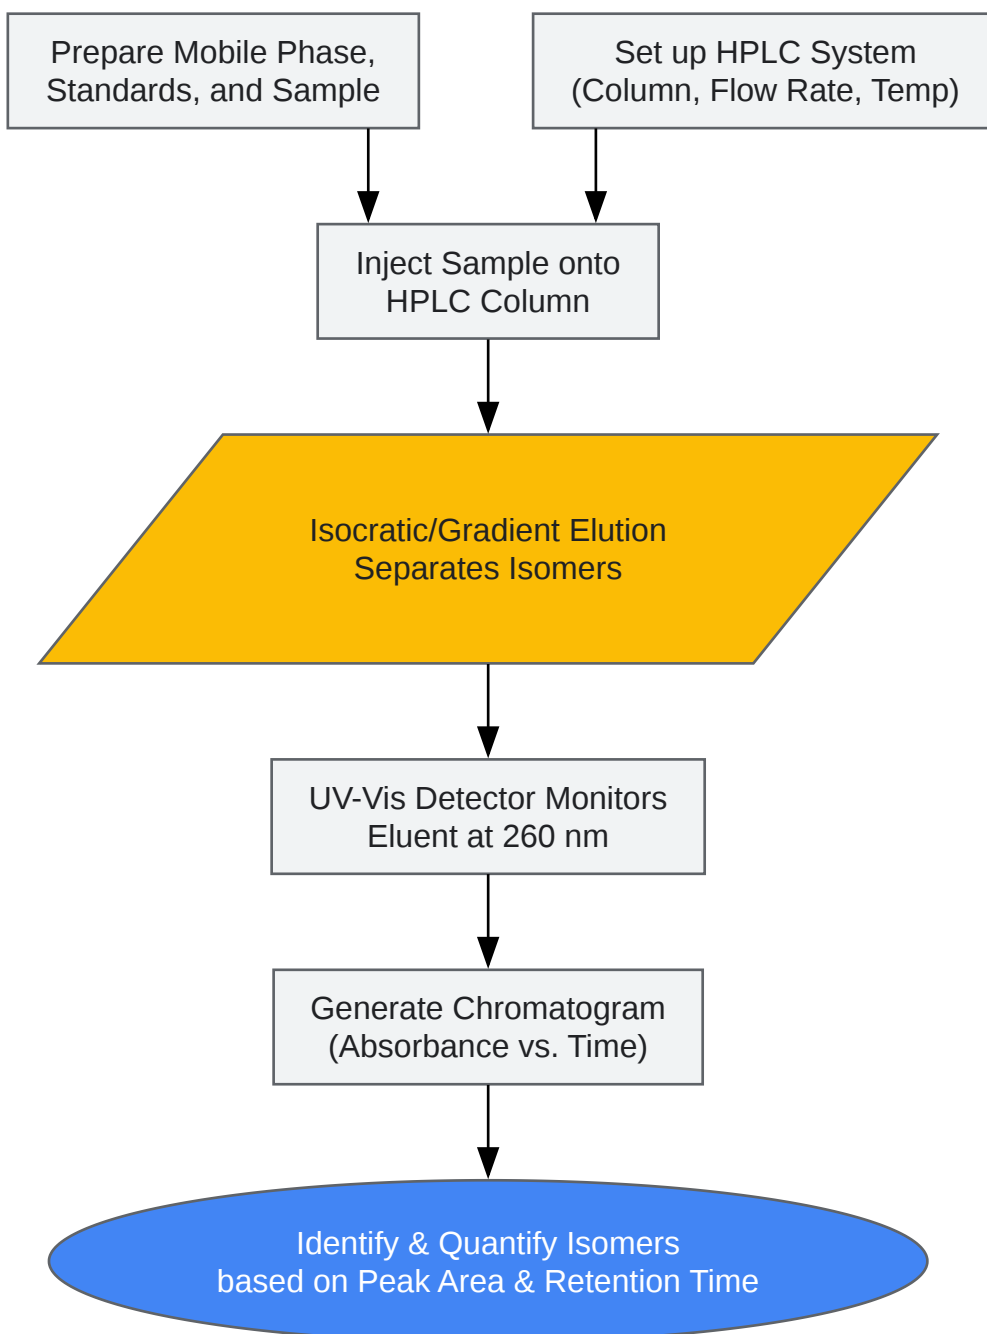 Prepare Mobile Phase,
Standards, and Sample
Set up HPLC System
(Column, Flow Rate, Temp)
Inject Sample onto
HPLC Column
Isocratic/Gradient Elution
Separates Isomers
UV-Vis Detector Monitors
Eluent at 260 nm
Generate Chromatogram
(Absorbance vs. Time)
Identify & Quantify Isomers
based on Peak Area & Retention Time